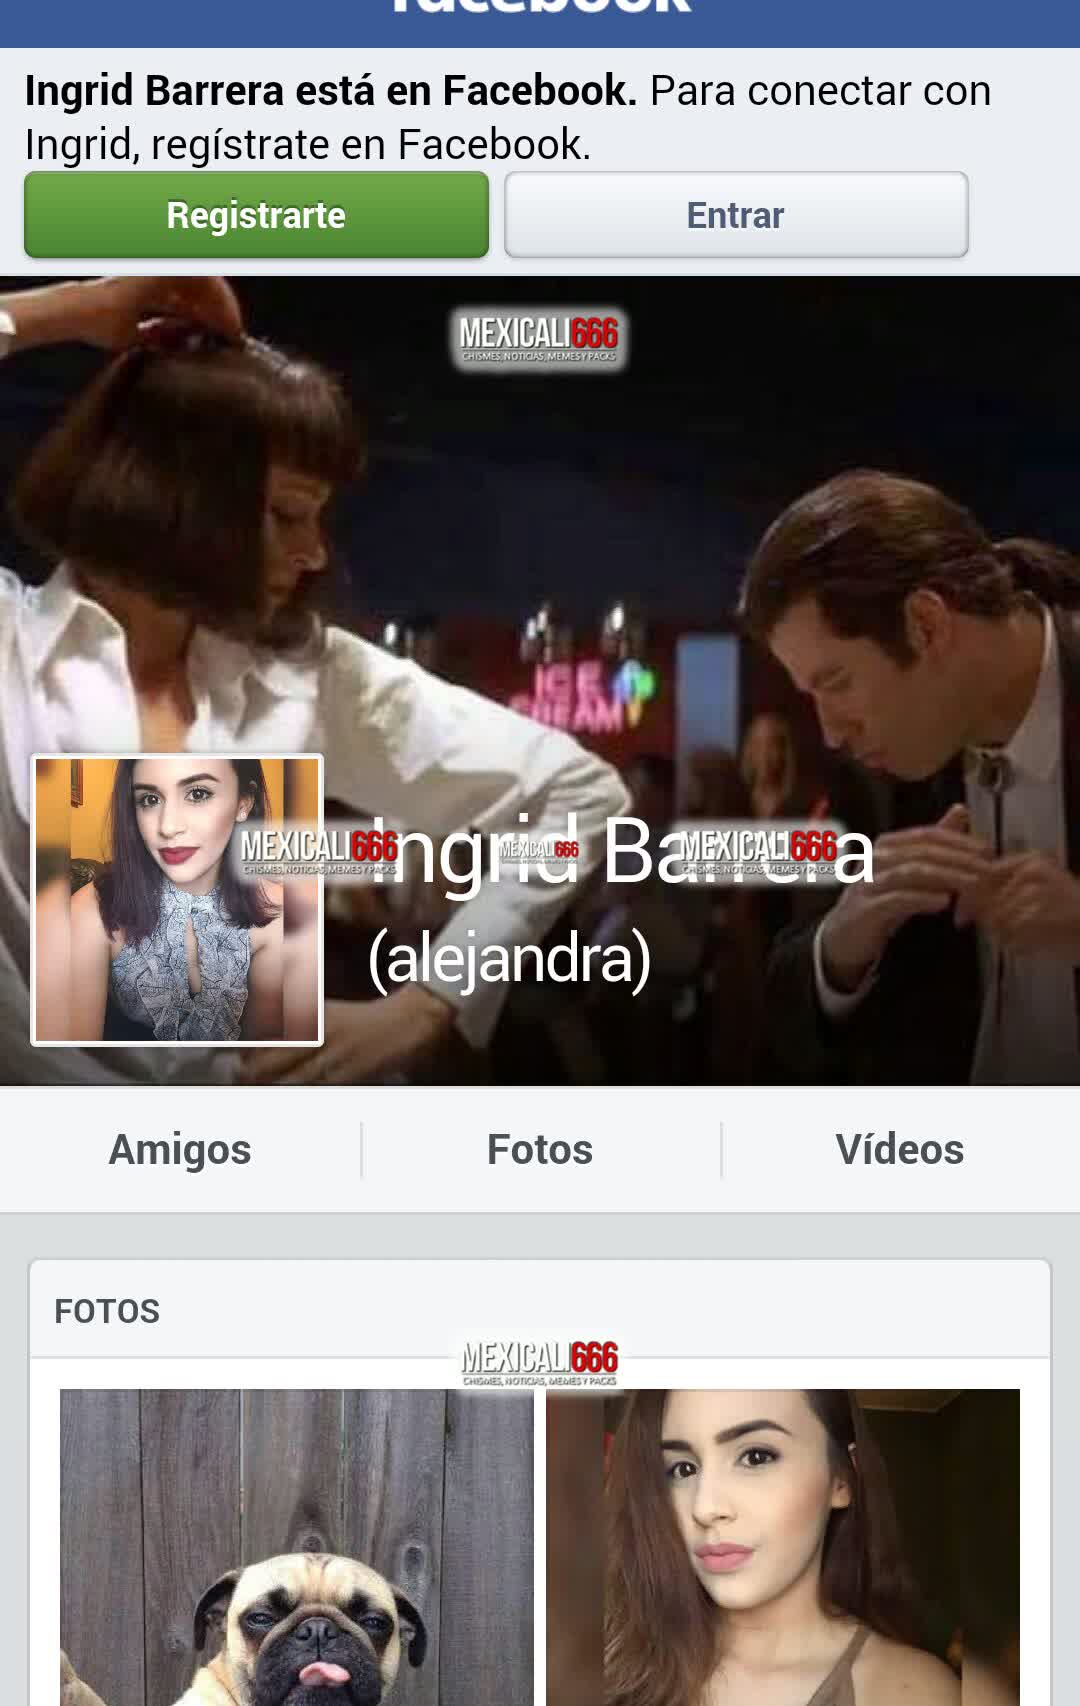 facebook
Ingrid Barrera está en Facebook. Para conectar con
Ingrid, regístrate en Facebook.
Registrarte
Entrar
MEXICALI666
CHISMES, NOTICIAS, MEMES Y PACKS
ICE
CREAM
Ingrid Barrera
MEXICALI666
CHISMES, NOTICIAS, MEMES Y PACKS
MEXICALI666
MEXICALI666
CHISMES, NOTICIAS, MEMES Y PACKS
(alejandra)
Amigos
Fotos
Vídeos
FOTOS
MEXICALI666
CHISMES, NOTICIAS, MEMES Y PACKS